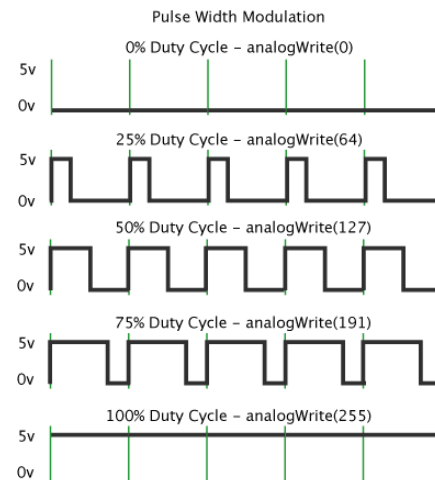 Pulse Width Modulation
0% Duty Cycle – analogWrite(0)
5v
0v
25% Duty Cycle – analogWrite(64)
5v
0v
50% Duty Cycle – analogWrite(127)
5v
0v
75% Duty Cycle – analogWrite(191)
5v
0v
100% Duty Cycle – analogWrite(255)
5v
0v